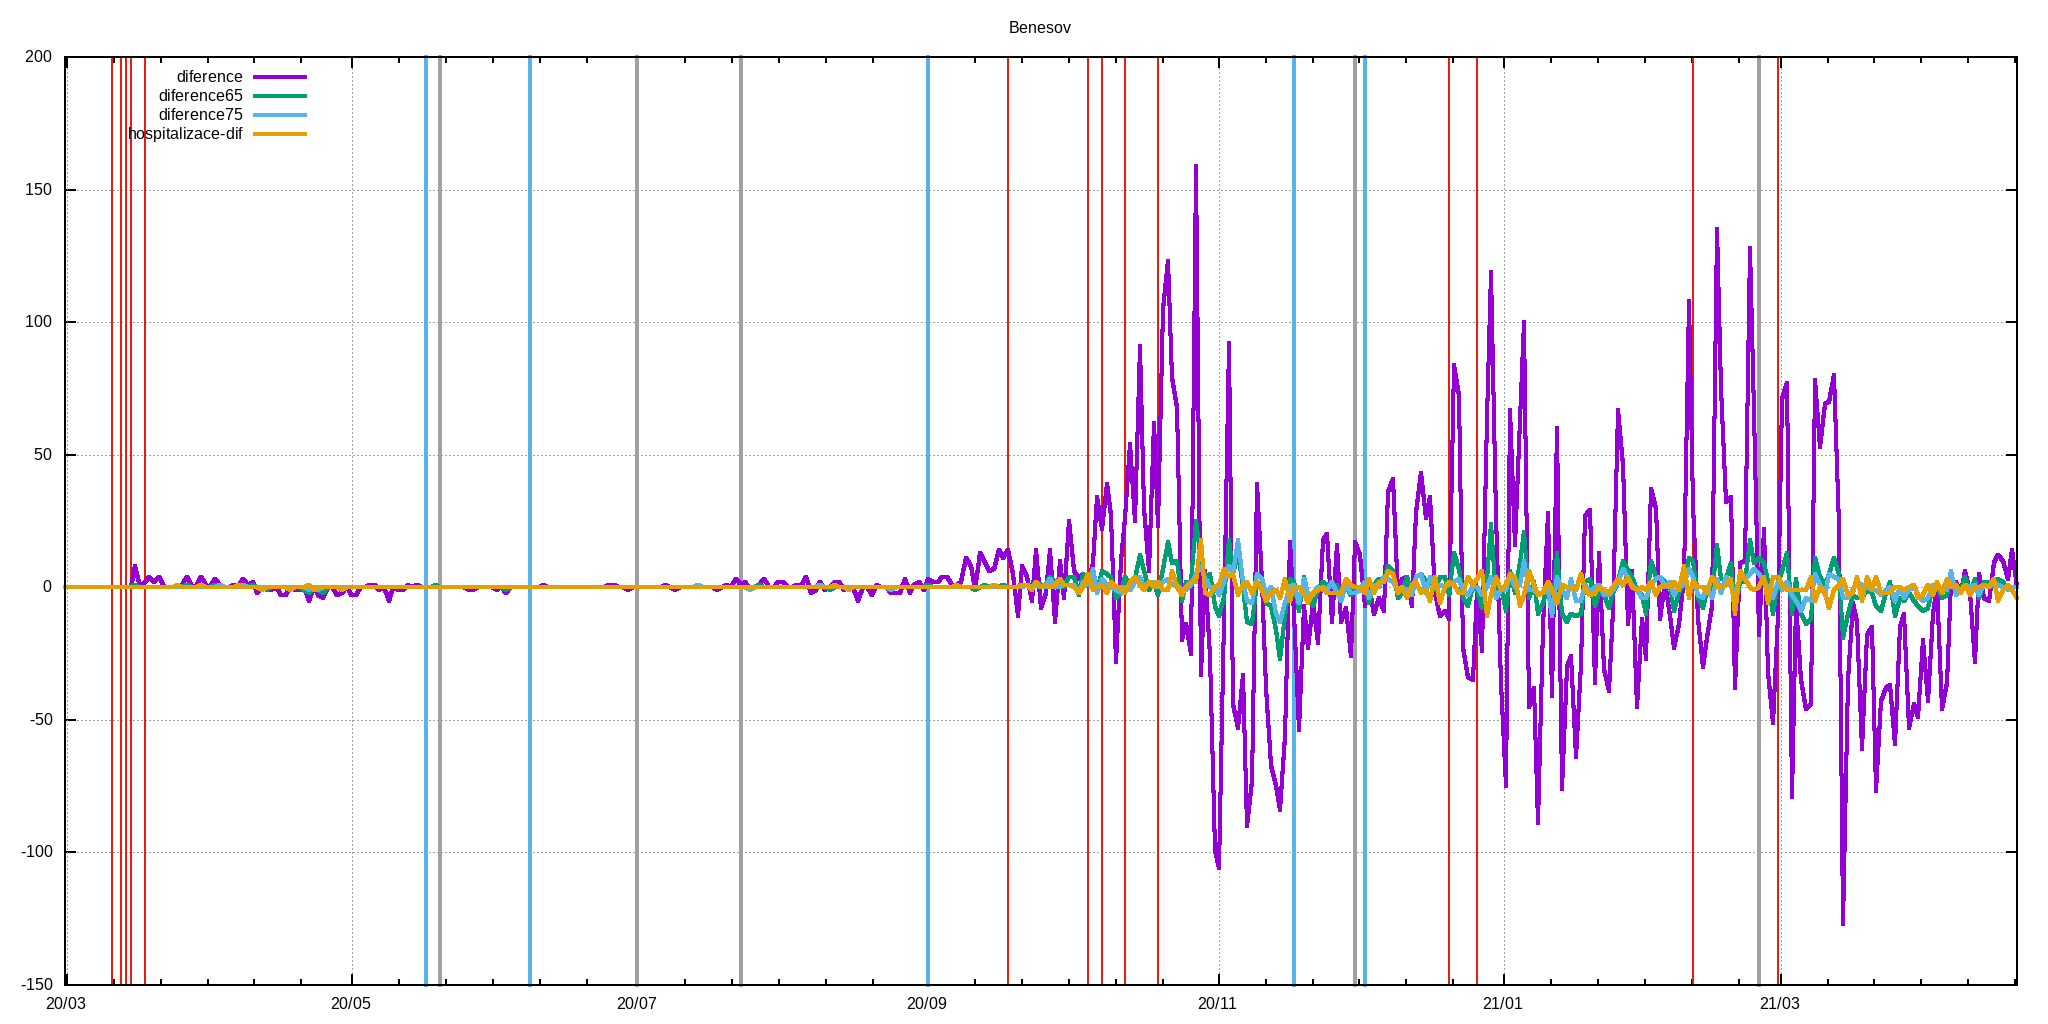 Benesov
200
diference
diference65
diference75
hospitalizace-dif
150
100
50
0
-50
-100
-150
20/03 20/05 20/07 20/09 20/11 21/01 21/03